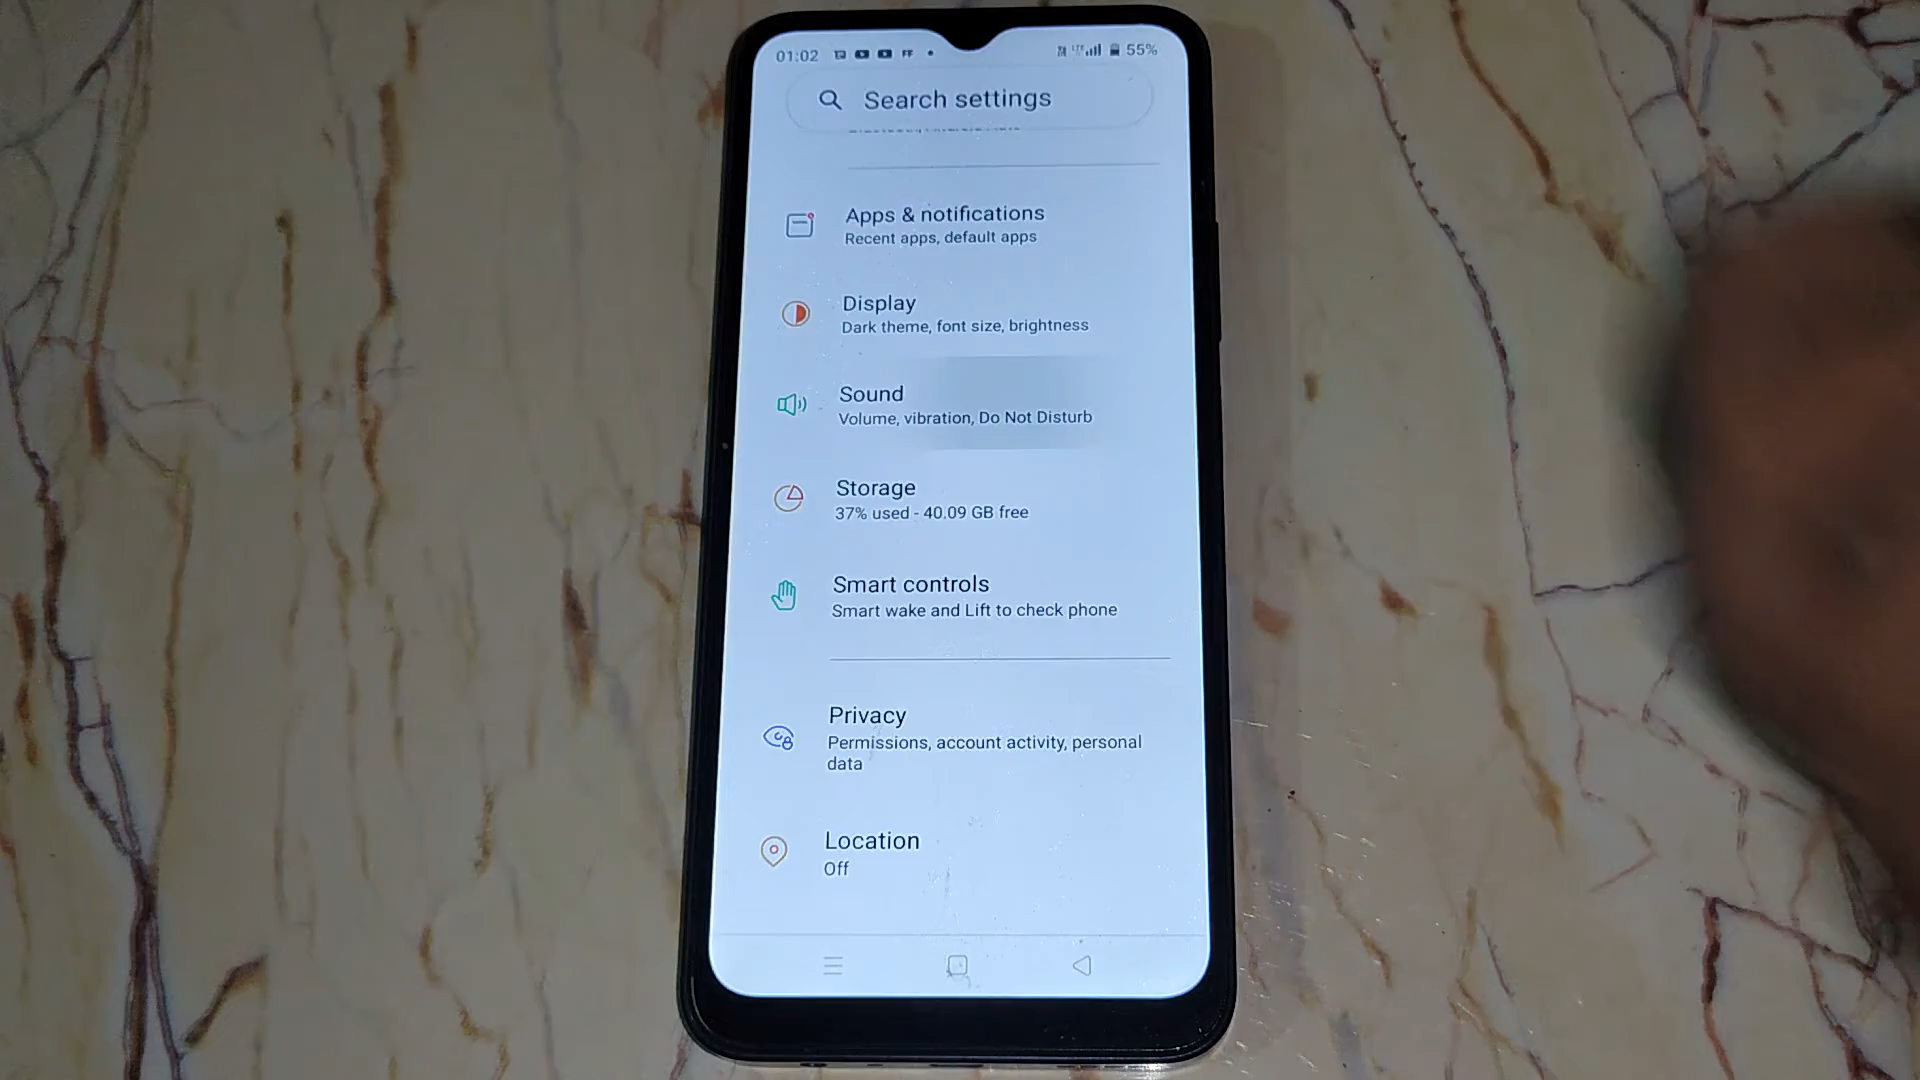 01:02 FF LTE 55%
Search settings
Apps & notifications
Recent apps, default apps
Display
Dark theme, font size, brightness
Sound
Volume, vibration, Do Not Disturb
Storage
37% used - 40.09 GB free
Smart controls
Smart wake and Lift to check phone
Privacy
Permissions, account activity, personal
data
Location
Off